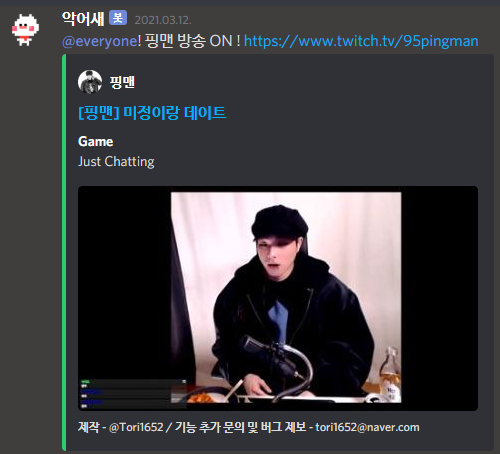 악어새 봇 2021.03.12.
@everyone! 핑맨 방송 ON ! https://www.twitch.tv/95pingman
핑맨
[핑맨] 미정이랑 데이트
Game
Just Chatting
제작 - @Tori1652 / 기능 추가 문의 및 버그 제보 - tori1652@naver.com